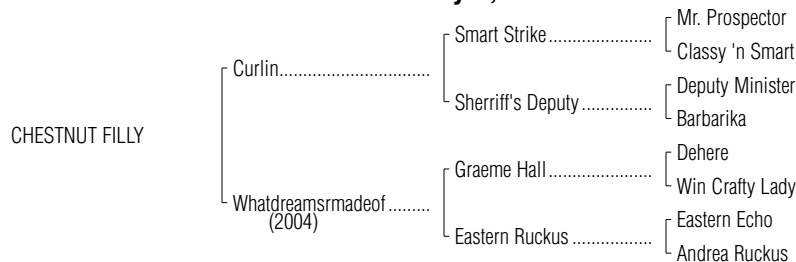 Mr. Prospector
Smart Strike......................
Classy 'n Smart
Curlin................................
Deputy Minister
Sherriff's Deputy ...............
Barbarika
CHESTNUT FILLY
Dehere
Graeme Hall......................
Win Crafty Lady
Whatdreamsrmadeof .........
(2004)
Eastern Echo
Eastern Ruckus .................
Andrea Ruckus